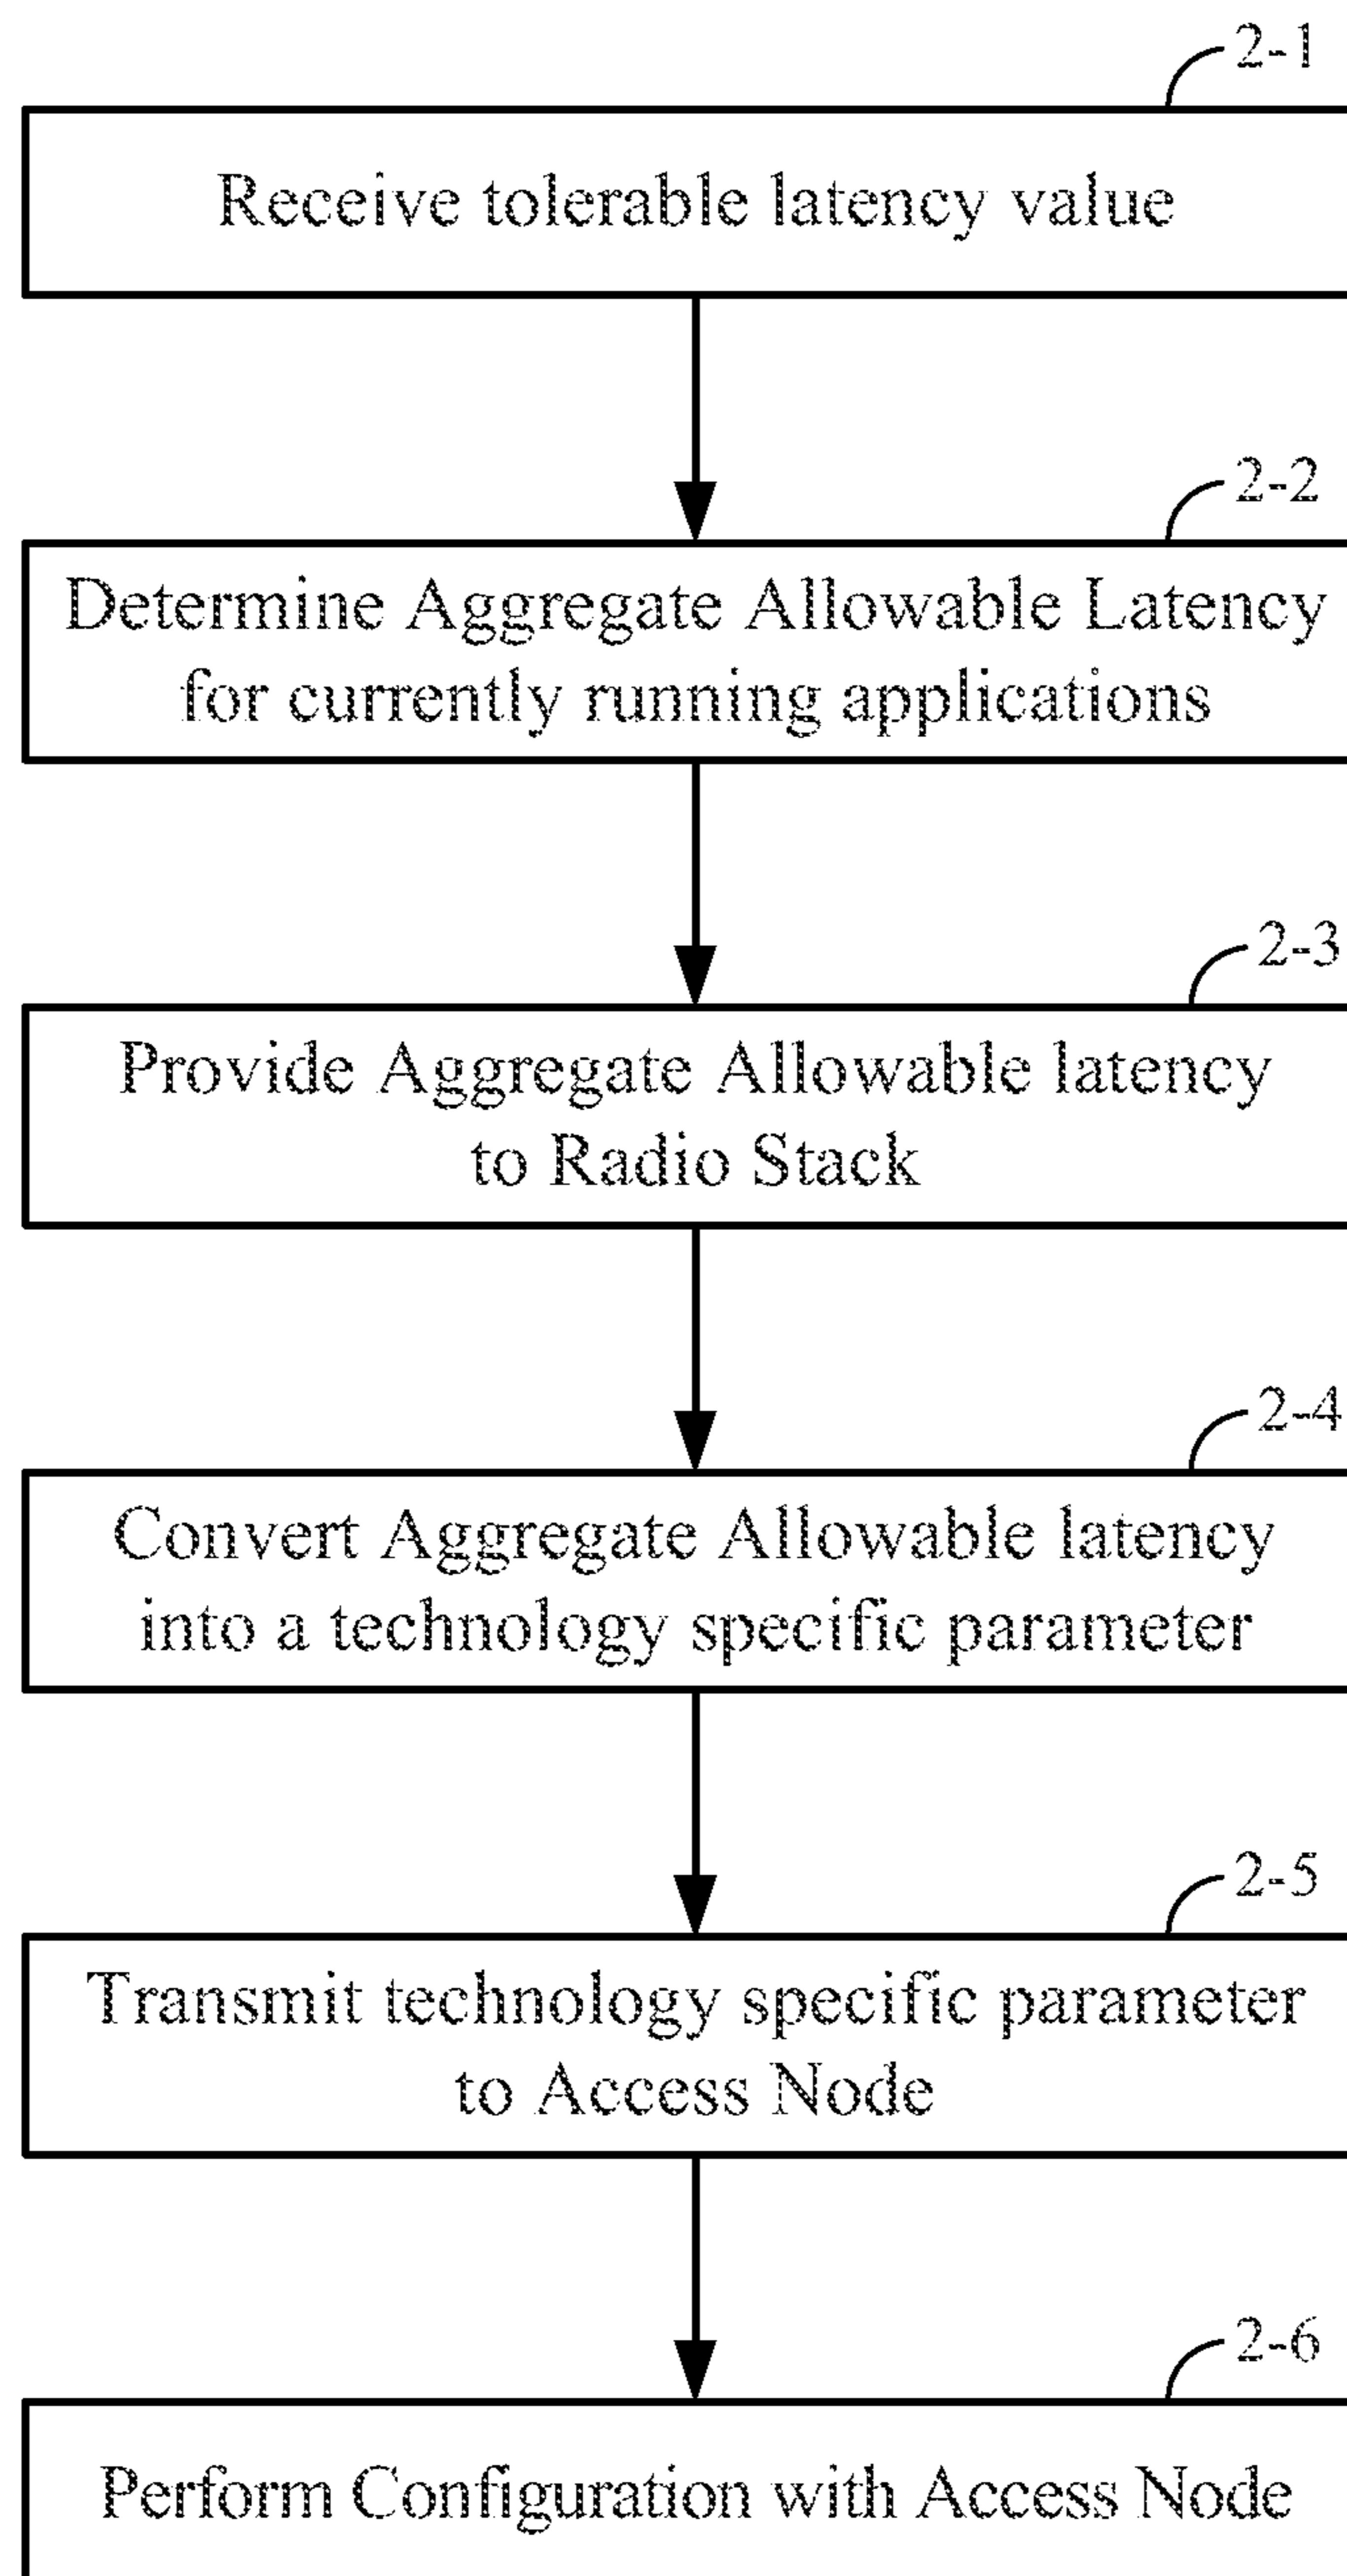 2-1
Receive tolerable latency value
2-2
Determine Aggregate Allowable Latency
for currently running applications
2-3
Provide Aggregate Allowable latency
to Radio Stack
2-4
Convert Aggregate Allowable latency
into a technology specific parameter
2-5
Transmit technology specific parameter
to Access Node
2-6
Perform Configuration with Access Node